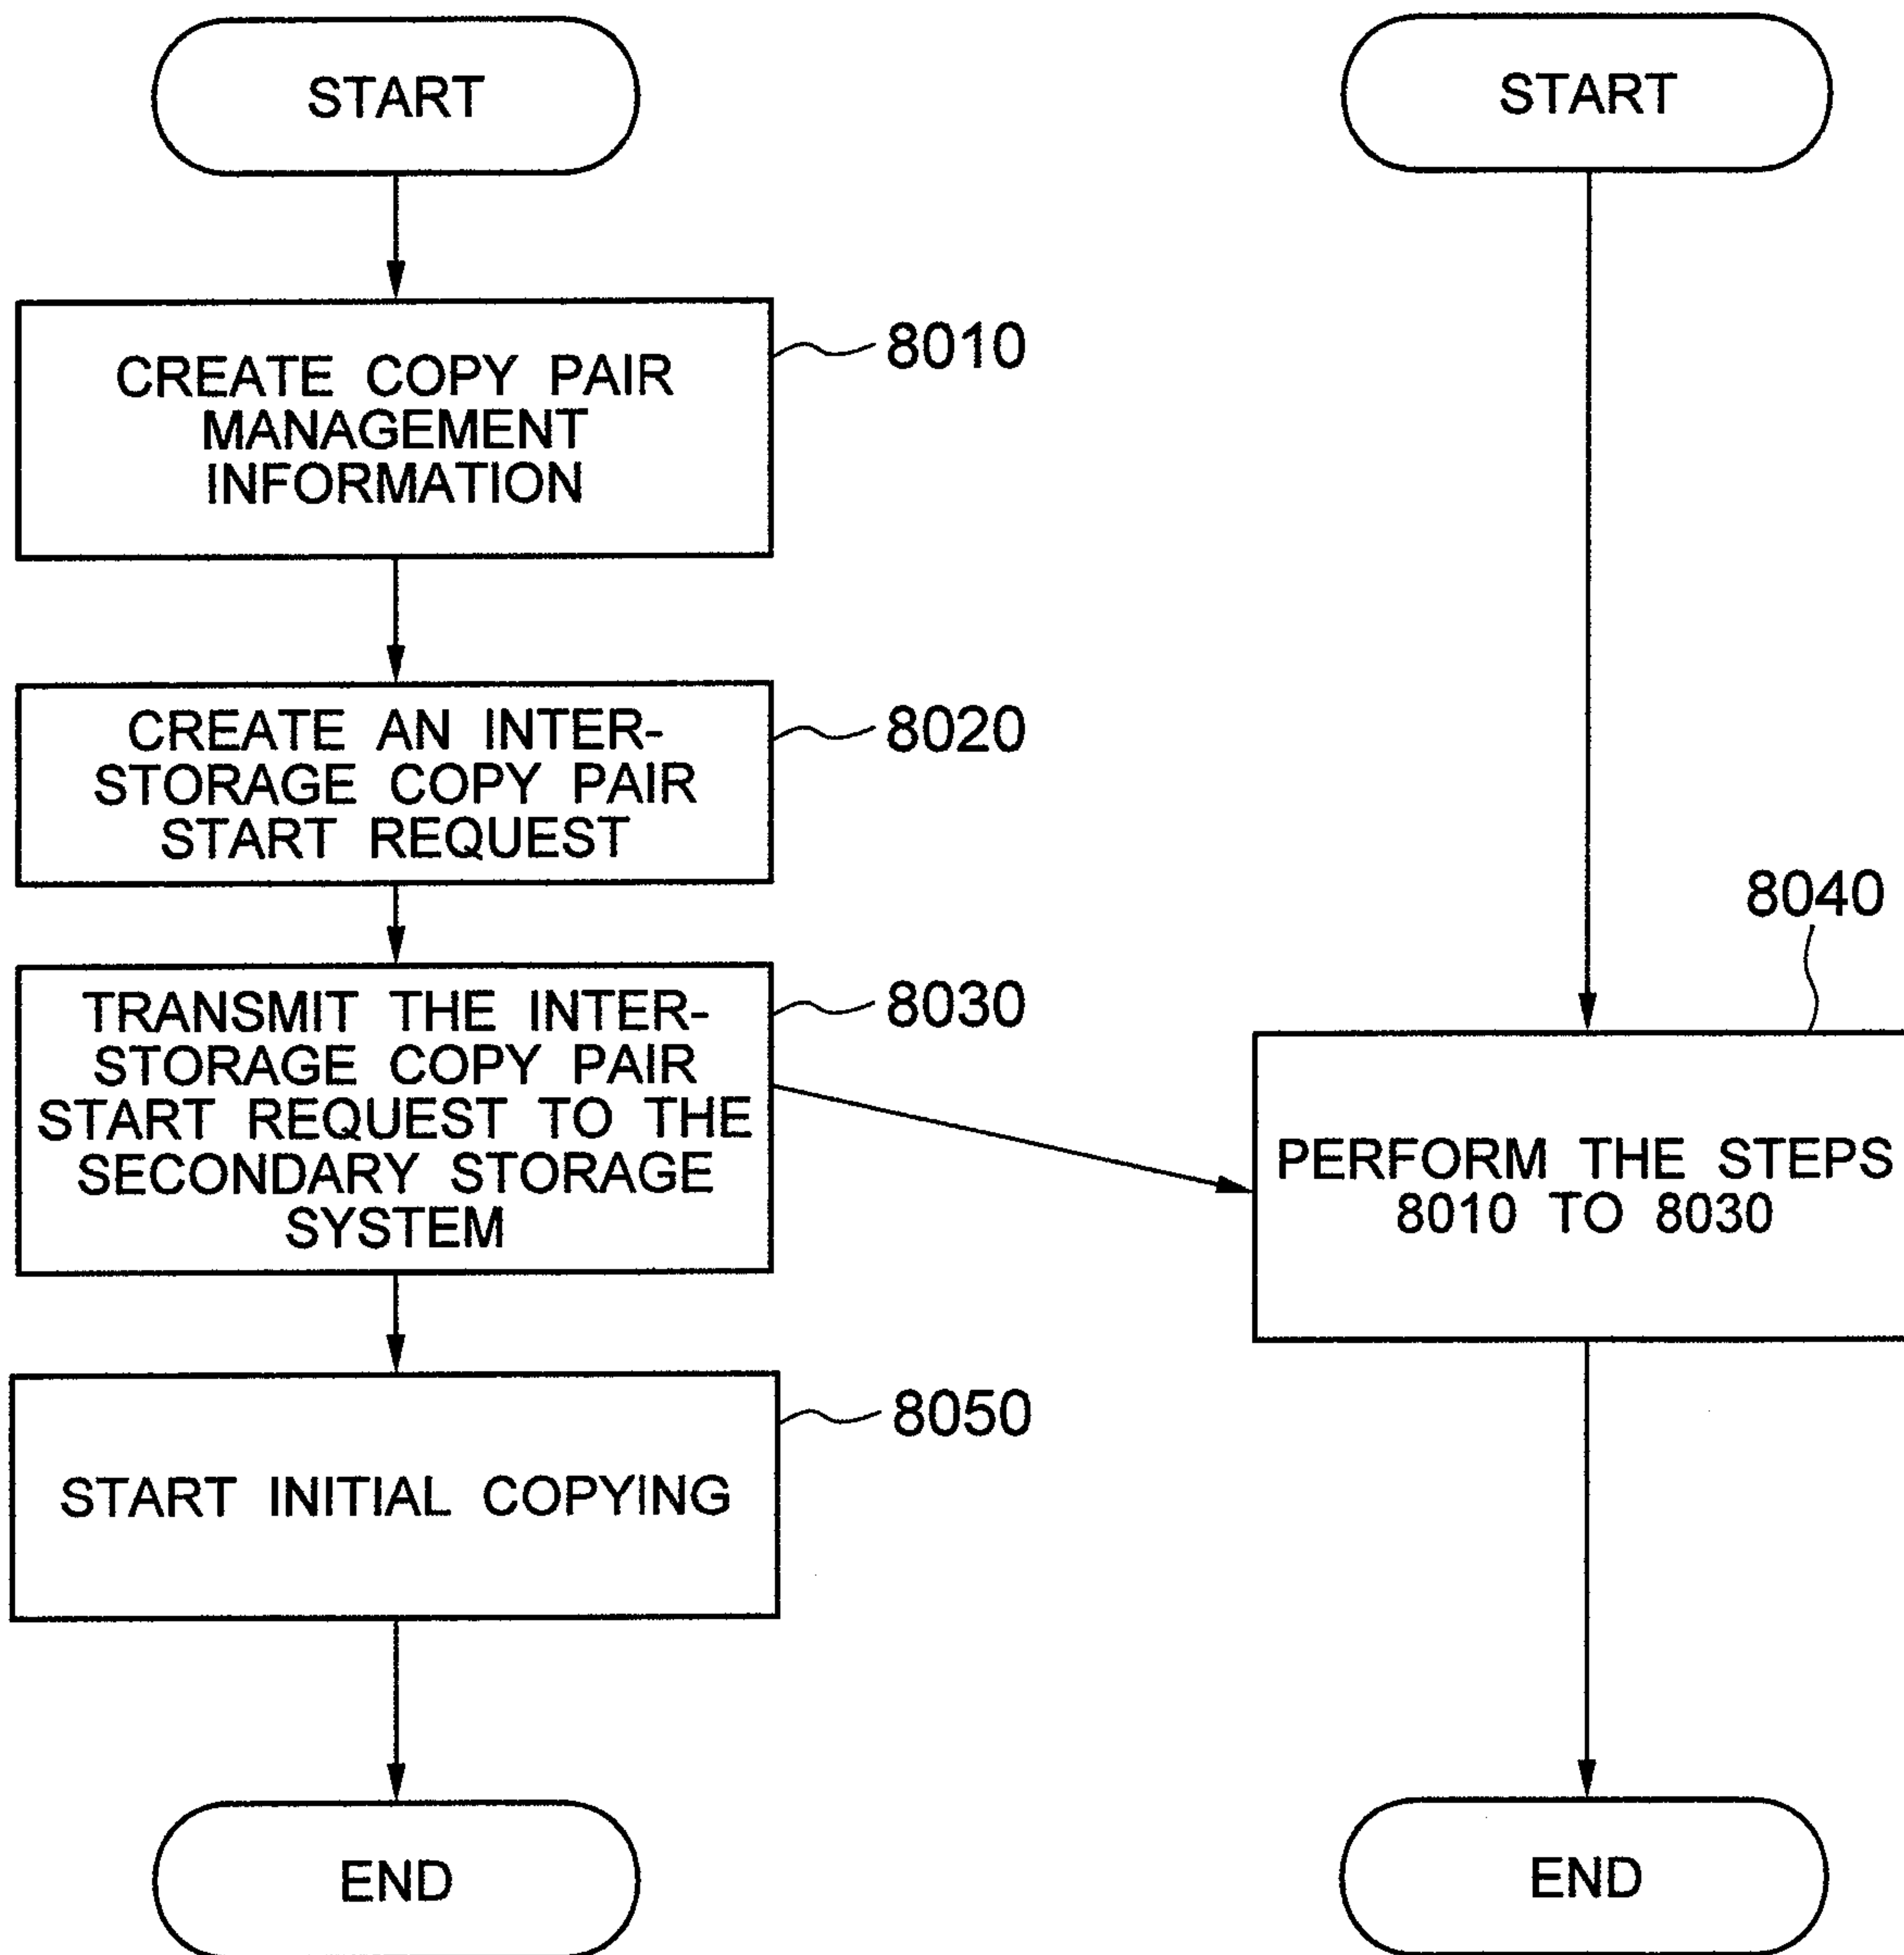 START
CREATE COPY PAIR
MANAGEMENT
INFORMATION
8010
CREATE AN INTER-
STORAGE COPY PAIR
START REQUEST
8020
TRANSMIT THE INTER-
STORAGE COPY PAIR
START REQUEST TO THE
SECONDARY STORAGE
SYSTEM
8030
START INITIAL COPYING
8050
END
START
8040
PERFORM THE STEPS
8010 TO 8030
END